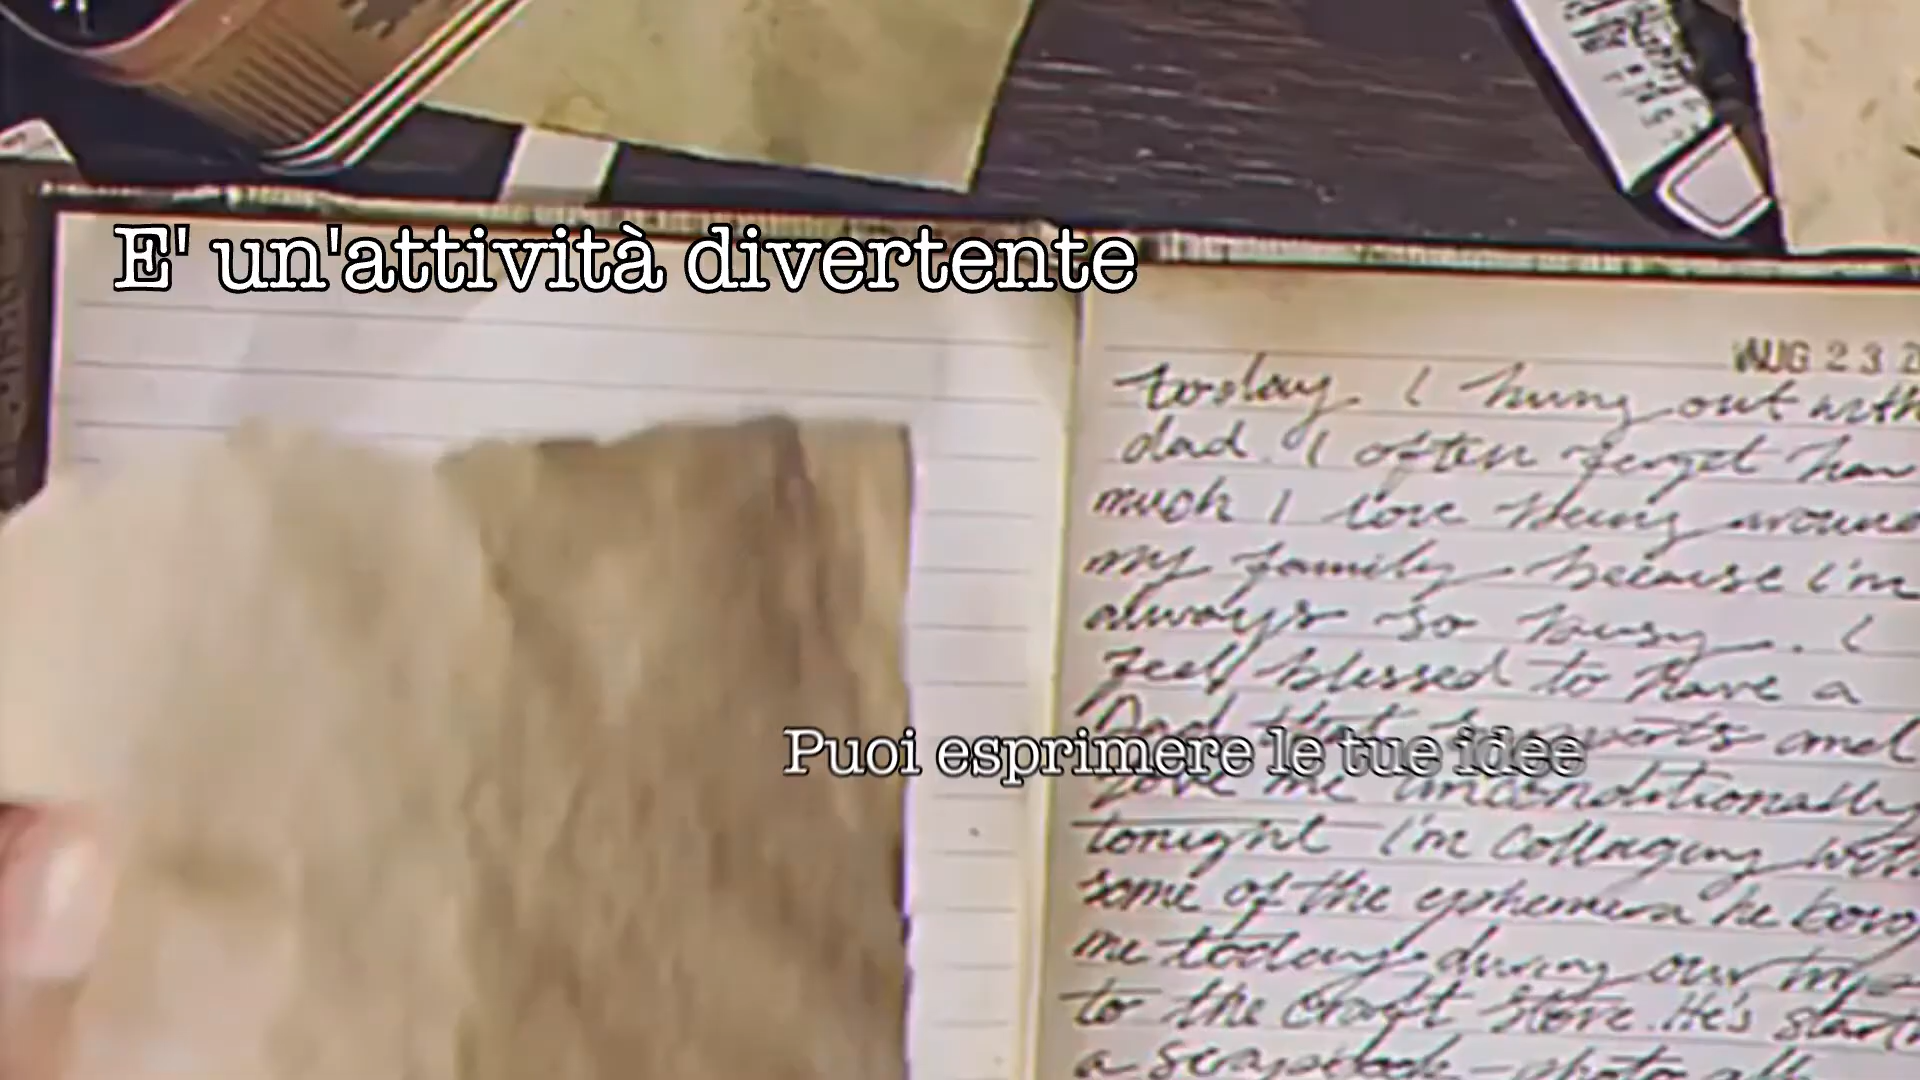 E' un'attività divertente
AUG 23 2
today I hung out with
dad. I often forget how
much I love being around
my family because i'm
always so busy. I
feel blessed to have a
Dad that supports and
Puoi esprimere le tue idee
love me unconditionally
tonight i'm collaging with
some of the ephemera he
me today during our trip
to the craft store. He's
a scrapbook - photo